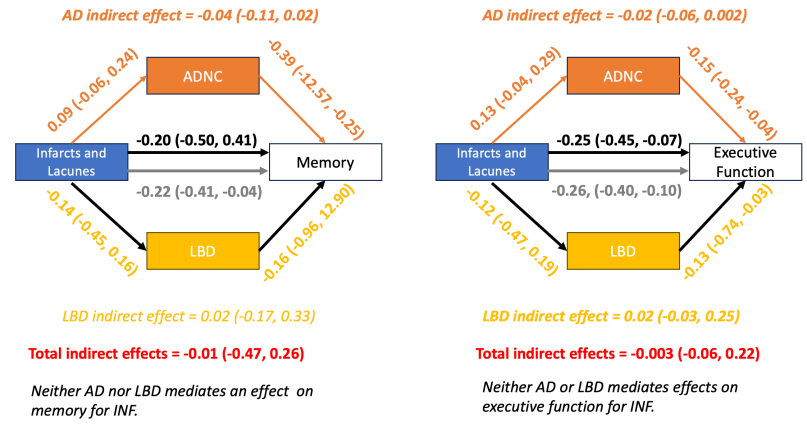 AD indirect effect = -0.04 (-0.11, 0.02)
0.09 (-0.06, 0.24)
ADNC
-0.39 (-12.57, -0.25)
Infarcts and
Lacunes
-0.20 (-0.50, 0.41)
-0.22 (-0.41, -0.04)
Memory
-0.14 (-0.45, 0.16)
LBD
-0.16 (-0.96, 12.90)
LBD indirect effect = 0.02 (-0.17, 0.33)
Total indirect effects = -0.01 (-0.47, 0.26)
Neither AD nor LBD mediates an effect on
memory for INF.
AD indirect effect = -0.02 (-0.06, 0.002)
0.13 (-0.04, 0.29)
ADNC
-0.15 (-0.24, -0.04)
Infarcts and
Lacunes
-0.25 (-0.45, -0.07)
-0.26, (-0.40, -0.10)
Executive
Function
-0.12 (-0.47, 0.19)
LBD
-0.13 (-0.74, -0.03)
LBD indirect effect = 0.02 (-0.03, 0.25)
Total indirect effects = -0.003 (-0.06, 0.22)
Neither AD or LBD mediates effects on
executive function for INF.